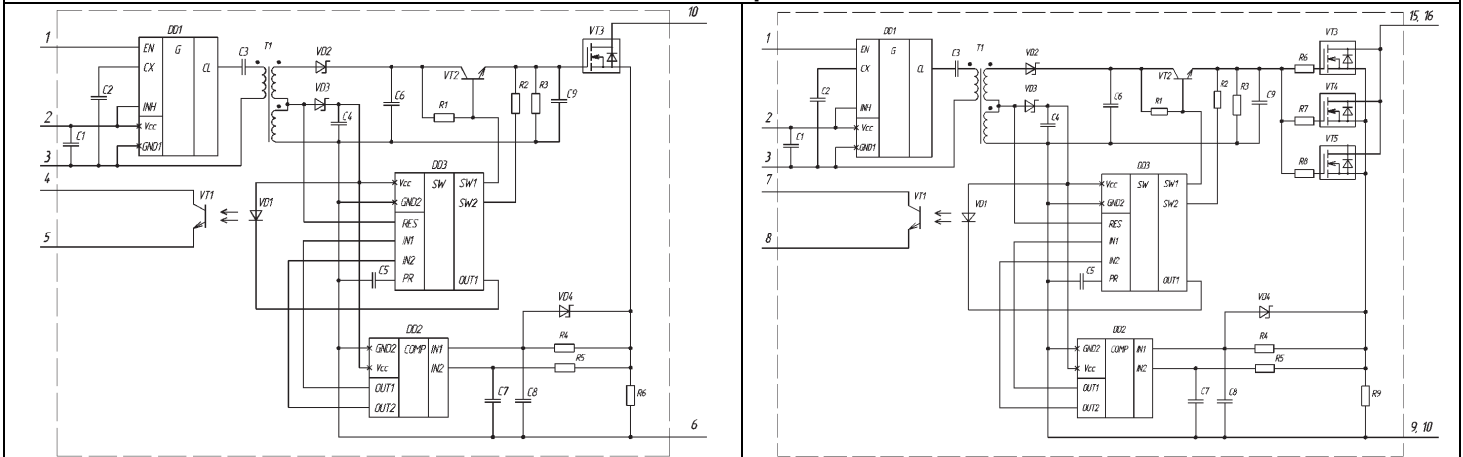 10
15, 16
DD1
T1
VT3
1
EN
G
CX
CL
C3
VD2
VT2
C2
VD3
C6
R2
R3
C9
INH
R1
C4
2
Vcc
C1
GND1
3
DD3
4
Vcc
SW
SW1
GND2
SW2
VT1
VD1
RES
IN1
5
IN2
C5
PR
OUT1
VD4
DD2
R4
GND2
COMP
IN1
R5
Vcc
IN2
OUT1
C7
C8
R6
OUT2
6
DD1
T1
VT3
1
EN
G
CX
CL
C3
VD2
VT2
R6
C2
VD3
C6
R1
R2
R3
C9
VT4
INH
C4
R7
2
Vcc
C1
GND1
VT5
3
DD3
R8
7
Vcc
SW
SW1
GND2
SW2
VT1
VD1
RES
IN1
8
IN2
C5
PR
OUT1
VD4
DD2
R4
GND2
COMP
IN1
R5
Vcc
IN2
OUT1
C7
C8
R9
OUT2
9, 10